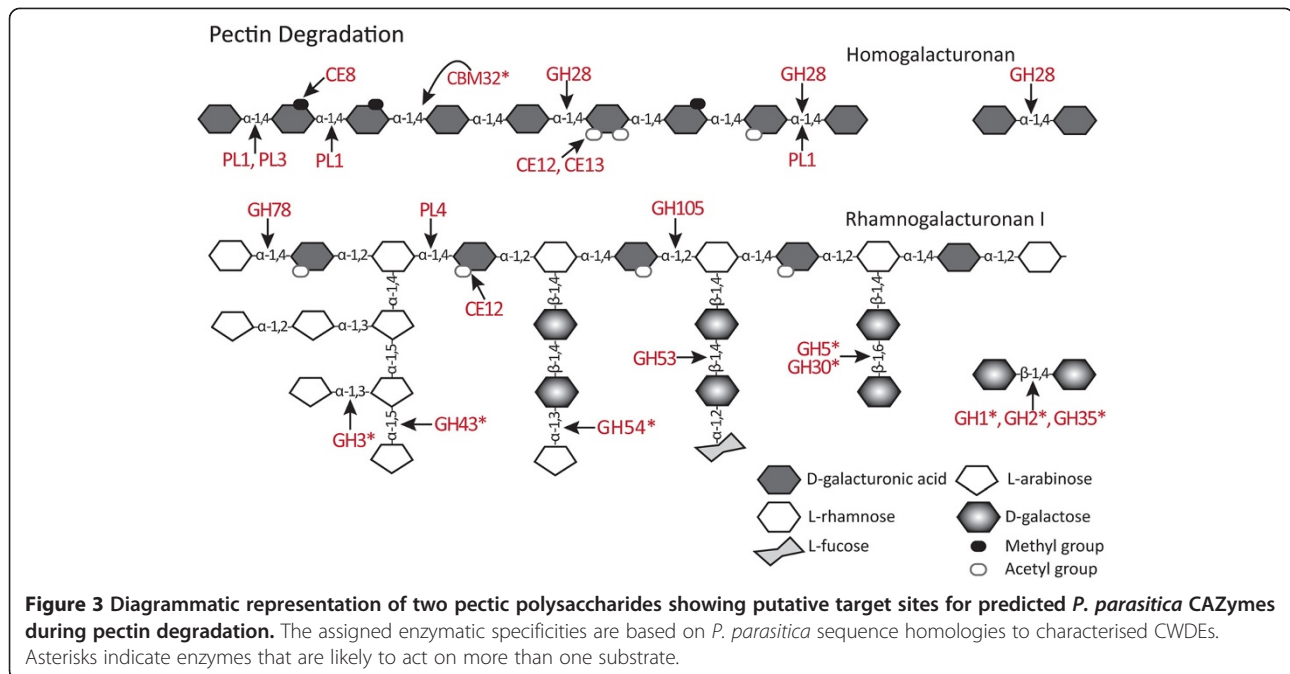 Pectin Degradation
Homogalacturonan
CE8
CBM32*
GH28
GH28
GH28
α-1,4 α-1,4 α-1,4 α-1,4 α-1,4 α-1,4 α-1,4 α-1,4 α-1,4
PL1, PL3
PL1
CE12, CE13
PL1
GH78
PL4
GH105
Rhamnogalacturonan I
α-1,4 α-1,2 α-1,4 α-1,2 α-1,4 α-1,2 α-1,4 α-1,2 α-1,4 α-1,2
CE12
α-1,4 β-1,4 β-1,4 β-1,4
α-1,2 α-1,3
α-1,5 β-1,4 β-1,4 β-1,6
GH53
GH5*
GH30*
β-1,4
α-1,3
α-1,5 α-1,3 α-1,2
GH3*
GH43*
GH54*
GH1*, GH2*, GH35*
D-galacturonic acid
L-arabinose
L-rhamnose
D-galactose
L-fucose
Methyl group
Acetyl group
Figure 3 Diagrammatic representation of two pectic polysaccharides showing putative target sites for predicted P. parasitica CAZymes
during pectin degradation. The assigned enzymatic specificities are based on P. parasitica sequence homologies to characterised CWDEs.
Asterisks indicate enzymes that are likely to act on more than one substrate.